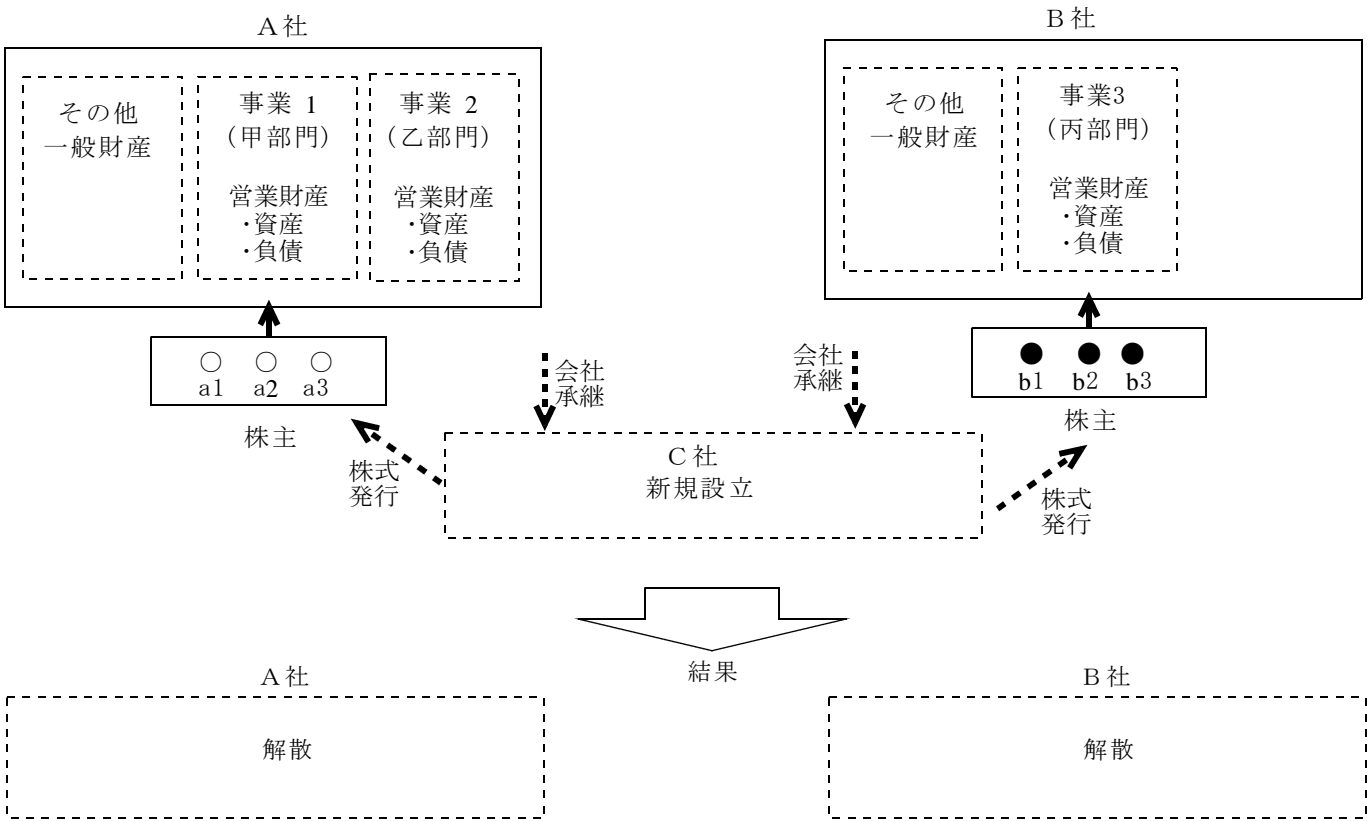 A社
その他
一般財産
事業 1
(甲部門)
営業財産
・資産
・負債
事業 2
(乙部門)
営業財産
・資産
・負債
○ ○ ○
a1 a2 a3
株主
B社
その他
一般財産
事業3
(丙部門)
営業財産
・資産
・負債
● ● ●
b1 b2 b3
株主
会社
承継
会社
承継
株式
発行
C社
新規設立
株式
発行
結果
A社
解散
B社
解散